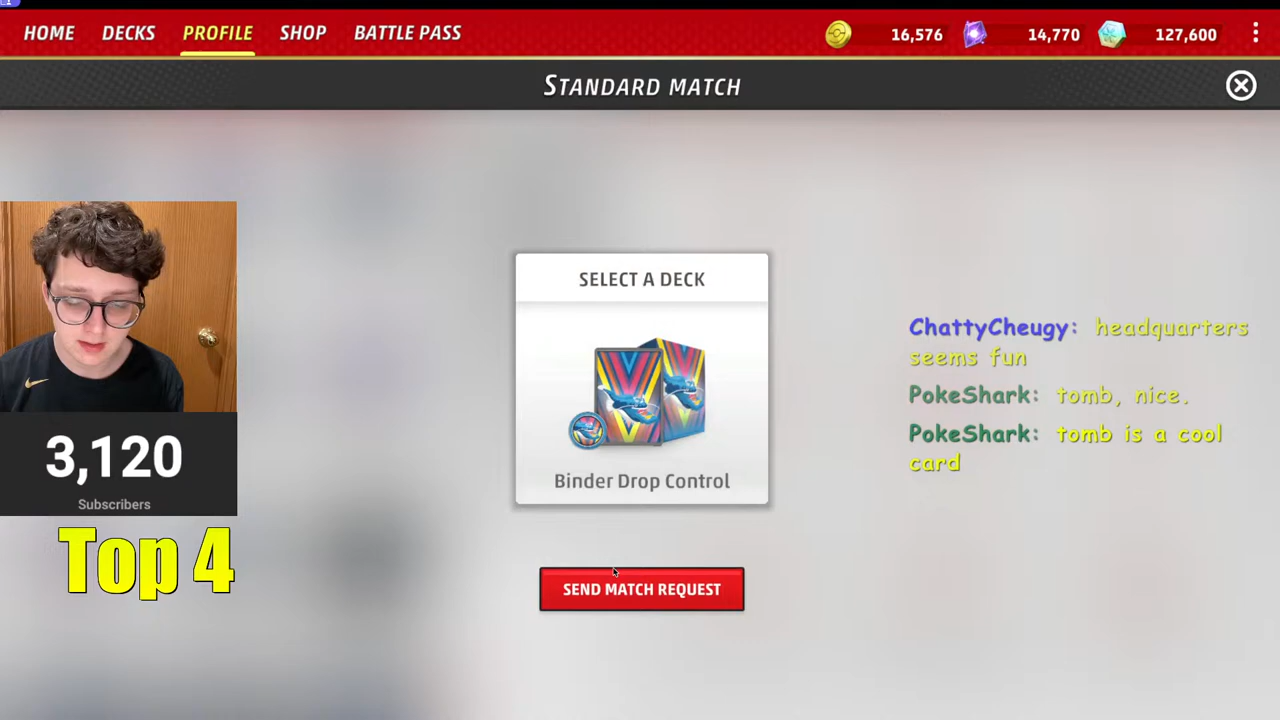 HOME DECKS PROFILE SHOP BATTLE PASS 16,576 14,770 127,600
STANDARD MATCH
SELECT A DECK
Binder Drop Control
SEND MATCH REQUEST
3,120
Subscribers
Top 4
ChattyCheugy: headquarters
seems fun
PokeShark: tomb, nice.
PokeShark: tomb is a cool
card